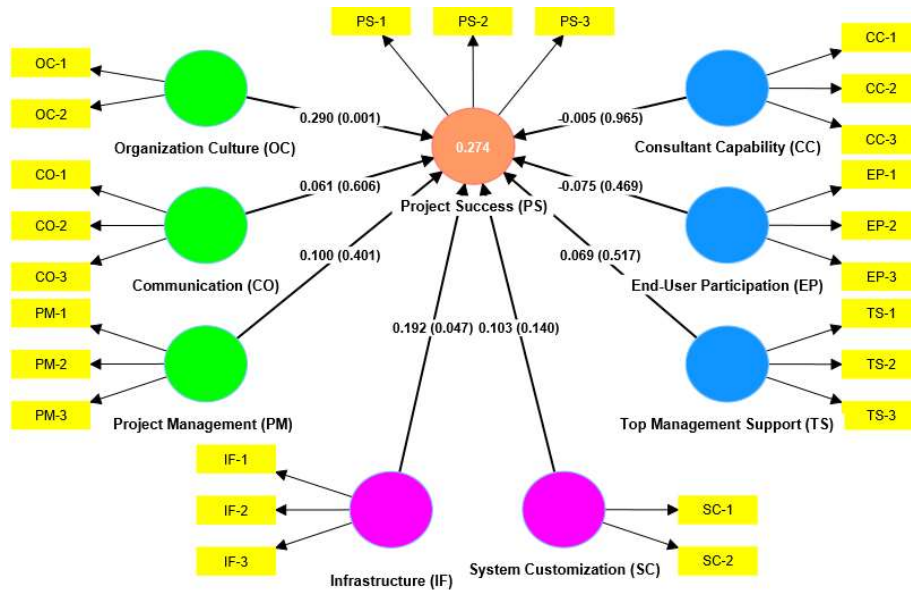 PS-1
PS-2
PS-3
OC-1
OC-2
Organization Culture (OC)
0.290 (0.001)
0.274
Project Success (PS)
-0.005 (0.965)
Consultant Capability (CC)
CC-1
CC-2
CC-3
CO-1
CO-2
CO-3
Communication (CO)
0.061 (0.606)
-0.075 (0.469)
End-User Participation (EP)
EP-1
EP-2
EP-3
PM-1
PM-2
PM-3
Project Management (PM)
0.100 (0.401)
0.069 (0.517)
Top Management Support (TS)
TS-1
TS-2
TS-3
0.192 (0.047)
0.103 (0.140)
IF-1
IF-2
IF-3
Infrastructure (IF)
System Customization (SC)
SC-1
SC-2